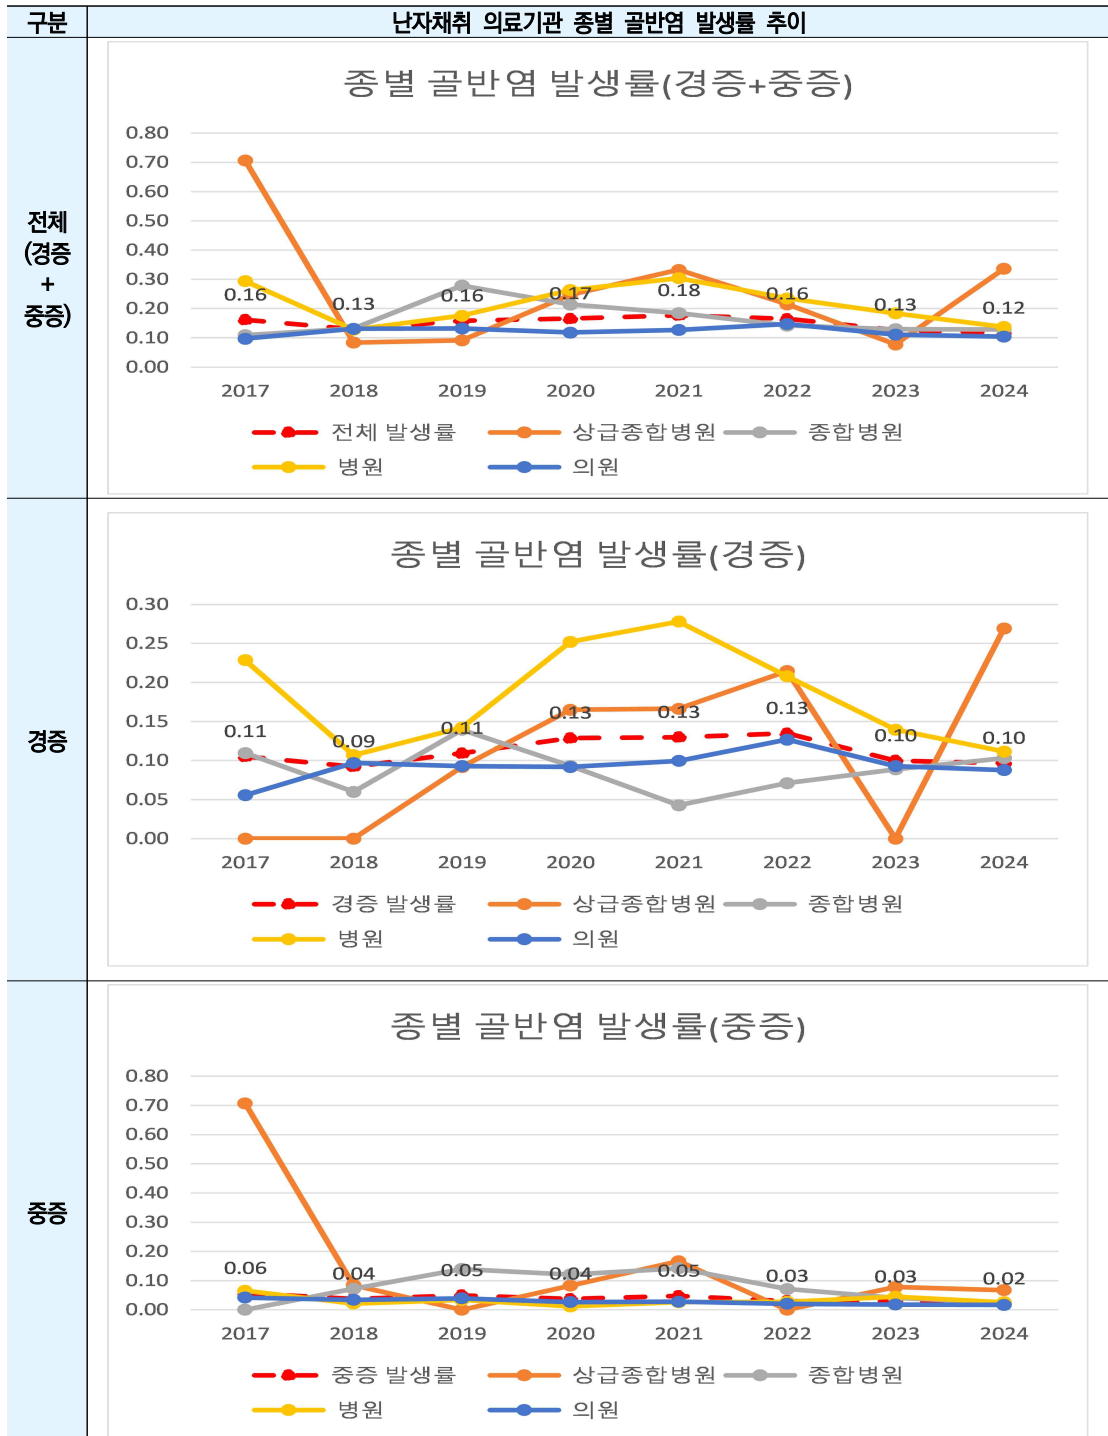 구분
난자채취 의료기관 종별 골반염 발생률 추이
전체
(경증
+
중증)
종별 골반염 발생률(경증+중증)
0.80
0.70
0.60
0.50
0.40
0.30
0.20
0.10
0.00
0.16
0.13
0.16
0.17
0.18
0.16
0.13
0.12
2017
2018
2019
2020
2021
2022
2023
2024
전체 발생률
상급종합병원
종합병원
병원
의원
경증
종별 골반염 발생률(경증)
0.30
0.25
0.20
0.15
0.10
0.05
0.00
0.11
0.09
0.11
0.13
0.13
0.13
0.10
0.10
2017
2018
2019
2020
2021
2022
2023
2024
경증 발생률
상급종합병원
종합병원
병원
의원
중증
종별 골반염 발생률(중증)
0.80
0.70
0.60
0.50
0.40
0.30
0.20
0.10
0.00
0.06
0.04
0.05
0.04
0.05
0.03
0.03
0.02
2017
2018
2019
2020
2021
2022
2023
2024
중증 발생률
상급종합병원
종합병원
병원
의원